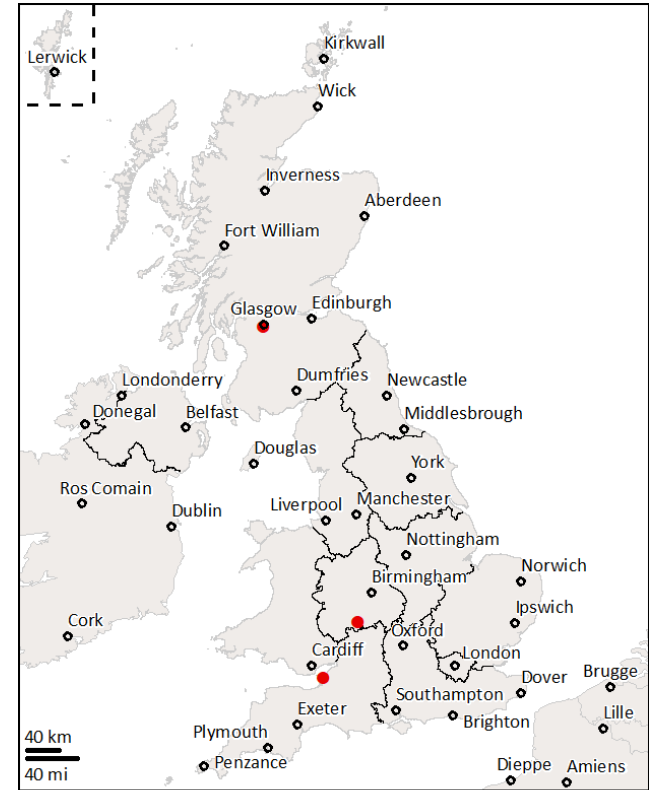 Kirkwall
Lerwick
Wick
Inverness
Aberdeen
Fort William
Glasgow
Edinburgh
Londonderry
Dumfries
Newcastle
Donegal
Belfast
Middlesbrough
Douglas
York
Ros Comain
Liverpool
Manchester
Dublin
Nottingham
Norwich
Birmingham
Ipswich
Cork
Oxford
Cardiff
London
Brugge
Dover
Southampton
Exeter
Lille
Brighton
Plymouth
40 km
Penzance
Dieppe
Amiens
40 mi